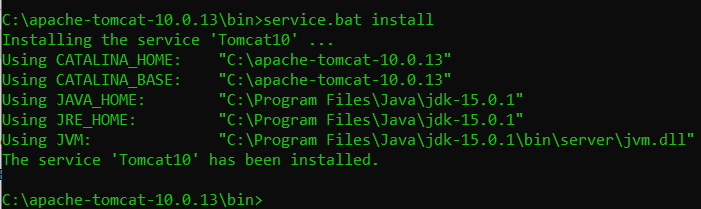 C:\apache-tomcat-10.0.13\bin>service.bat install
Installing the service 'Tomcat10' ...
Using CATALINA_HOME:    "C:\apache-tomcat-10.0.13"
Using CATALINA_BASE:    "C:\apache-tomcat-10.0.13"
Using JAVA_HOME:        "C:\Program Files\Java\jdk-15.0.1"
Using JRE_HOME:         "C:\Program Files\Java\jdk-15.0.1"
Using JVM:              "C:\Program Files\Java\jdk-15.0.1\bin\server\jvm.dll"
The service 'Tomcat10' has been installed.
C:\apache-tomcat-10.0.13\bin>